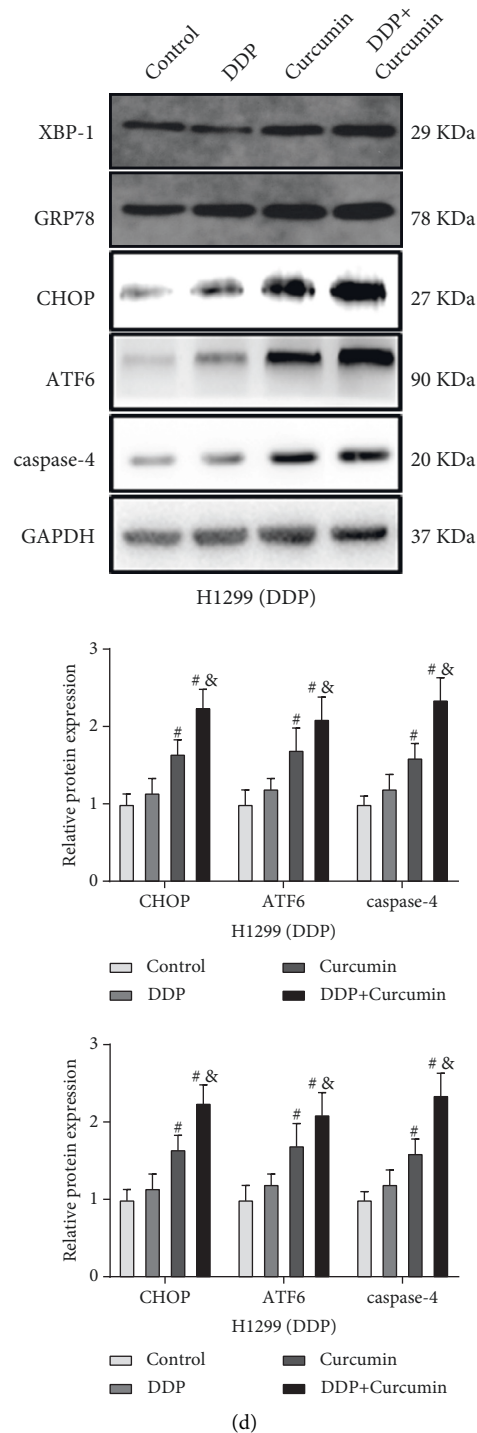 Control DDP Curcumin DDP+
Curcumin
XBP-1 29 KDa
GRP78 78 KDa
CHOP 27 KDa
ATF6 90 KDa
caspase-4 20 KDa
GAPDH 37 KDa
H1299 (DDP)
Relative protein expression
3
2
1
0
# # & # # & # # &
CHOP ATF6 caspase-4
H1299 (DDP)
Control Curcumin
DDP DDP+Curcumin
Relative protein expression
3
2
1
0
# # & # # & # # &
CHOP ATF6 caspase-4
H1299 (DDP)
Control Curcumin
DDP DDP+Curcumin
(d)